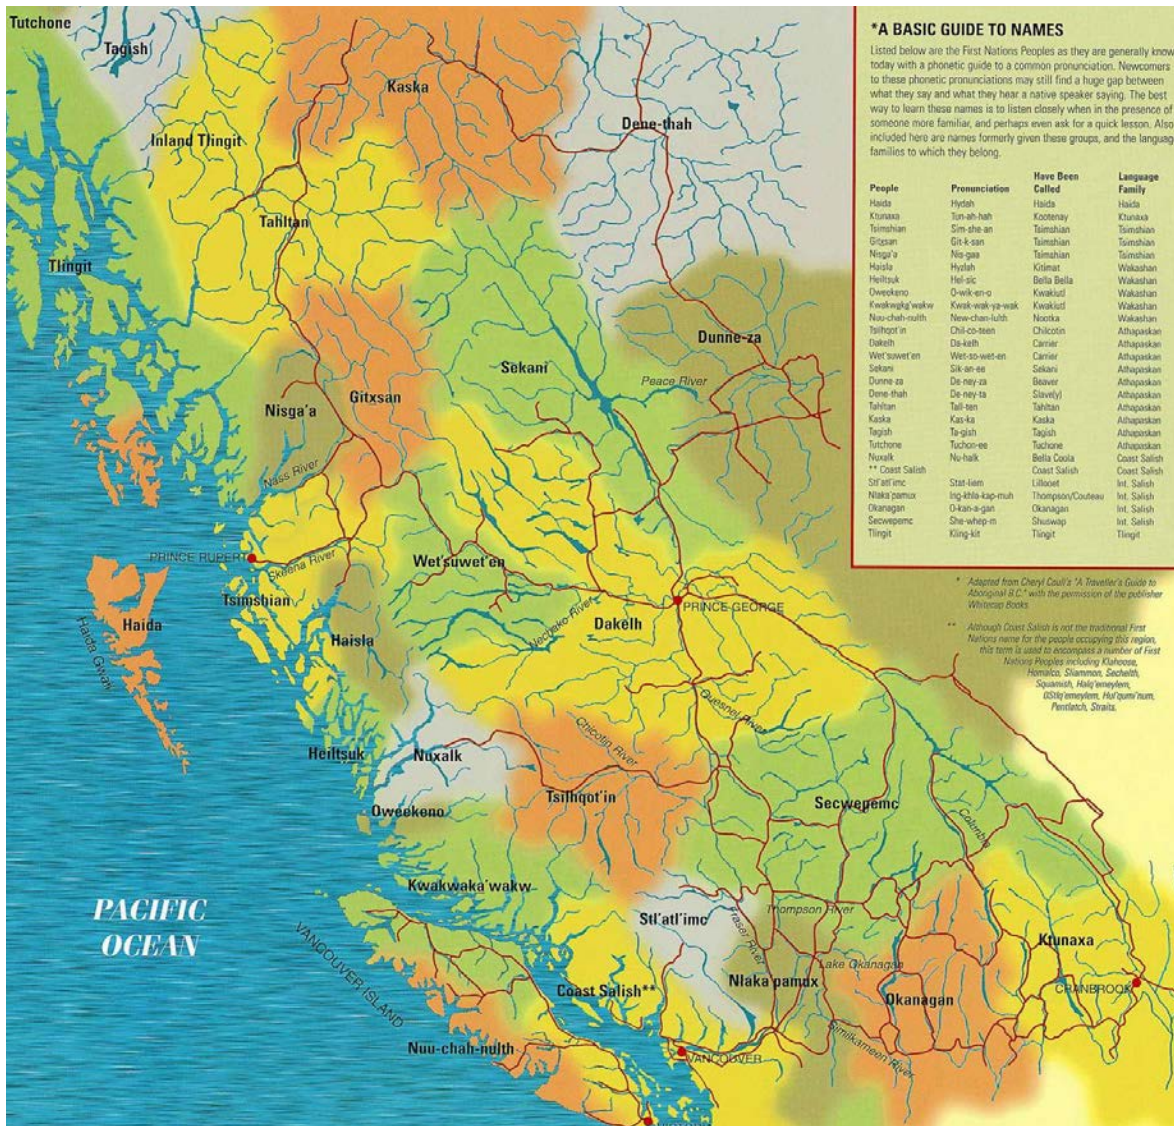 Tutchone
Tagish
Kaska
Dene-thah
Inland Tlingit
Tahltan
Tlingit
Dunne-za
Sekani
Peace River
Gitxsan
Nisga'a
Nass River
PRINCE RUPERT
Skeena River
Wet'suwet'en
Tsimshian
PRINCE GEORGE
Haida
Haida Gwaii
Haisla
Nechako River
Dakelh
Quesnel River
Chilcotin River
Heiltsuk
Nuxalk
Tsilhqot'in
Secwepemc
Columbia
Oweekeno
Kwakwaka'wakw
PACIFIC
OCEAN
VANCOUVER ISLAND
Stl'atl'imc
Fraser River
Thompson River
Ktunaxa
Lake Okanagan
Nlaka'pamux
Okanagan
CRANBROOK
Coast Salish**
Similkameen River
Nuu-chah-nulth
VANCOUVER
*A BASIC GUIDE TO NAMES
Listed below are the First Nations Peoples as they are generally know
today with a phonetic guide to a common pronunciation. Newcomers
to these phonetic pronunciations may still find a huge gap between
what they say and what they hear a native speaker saying. The best
way to learn these names is to listen closely when in the presence of
someone more familiar, and perhaps even ask for a quick lesson. Also
included here are names formerly given these groups, and the languag
families to which they belong.
People Pronunciation Have Been Called Language Family
Haida Hydah Haida Haida
Ktunaxa Tun-ah-hah Kootenay Ktunaxa
Tsimshian Sim-she-an Tsimshian Tsimshian
Gitxsan Git-k-san Tsimshian Tsimshian
Nisga'a Nis-gaa Tsimshian Tsimshian
Haisla Hyzlah Kitimat Wakashan
Heiltsuk Hel-sic Bella Bella Wakashan
Oweekeno O-wik-en-o Kwakiutl Wakashan
Kwakwgkg'wakw Kwak-wak-ya-wak Kwakiutl Wakashan
Nuu-chah-nulth New-chan-lulth Nootka Wakashan
Tsilhqot'in Chil-co-teen Chilcotin Athapaskan
Dakelh Da-kelh Carrier Athapaskan
Wet'suwet'en Wet-so-wet-en Carrier Athapaskan
Sekani Sik-an-ee Sekani Athapaskan
Dunne-za De-ney-za Beaver Athapaskan
Dene-thah De-ney-ta Slave(y) Athapaskan
Tahltan Tall-ten Tahltan Athapaskan
Kaska Kas-ka Kaska Athapaskan
Tagish Ta-gish Tagish Athapaskan
Tutchone Tuchon-ee Tuchone Athapaskan
Nuxalk Nu-halk Bella Coola Coast Salish
** Coast Salish Coast Salish Coast Salish
Stl'atl'imc Stat-liem Lillooet Int. Salish
Nlaka'pamux Ing-khla-kap-muh Thompson/Couteau Int. Salish
Okanagan O-kan-a-gan Okanagan Int. Salish
Secwepemc She-whep-m Shuswap Int. Salish
Tlingit Kling-kit Tlingit Tlingit
* Adapted from Cheryl Coull's "A Traveller's Guide to
Aboriginal B.C." with the permission of the publisher
Whitecap Books
** Although Coast Salish is not the traditional First
Nations name for the people occupying this region,
this term is used to encompass a number of First
Nations Peoples including Klahoose,
Homalco, Sliammon, Sechelth,
Squamish, Halq'emeylem,
Hul'qumi'num,
Pentlatch, Straits.